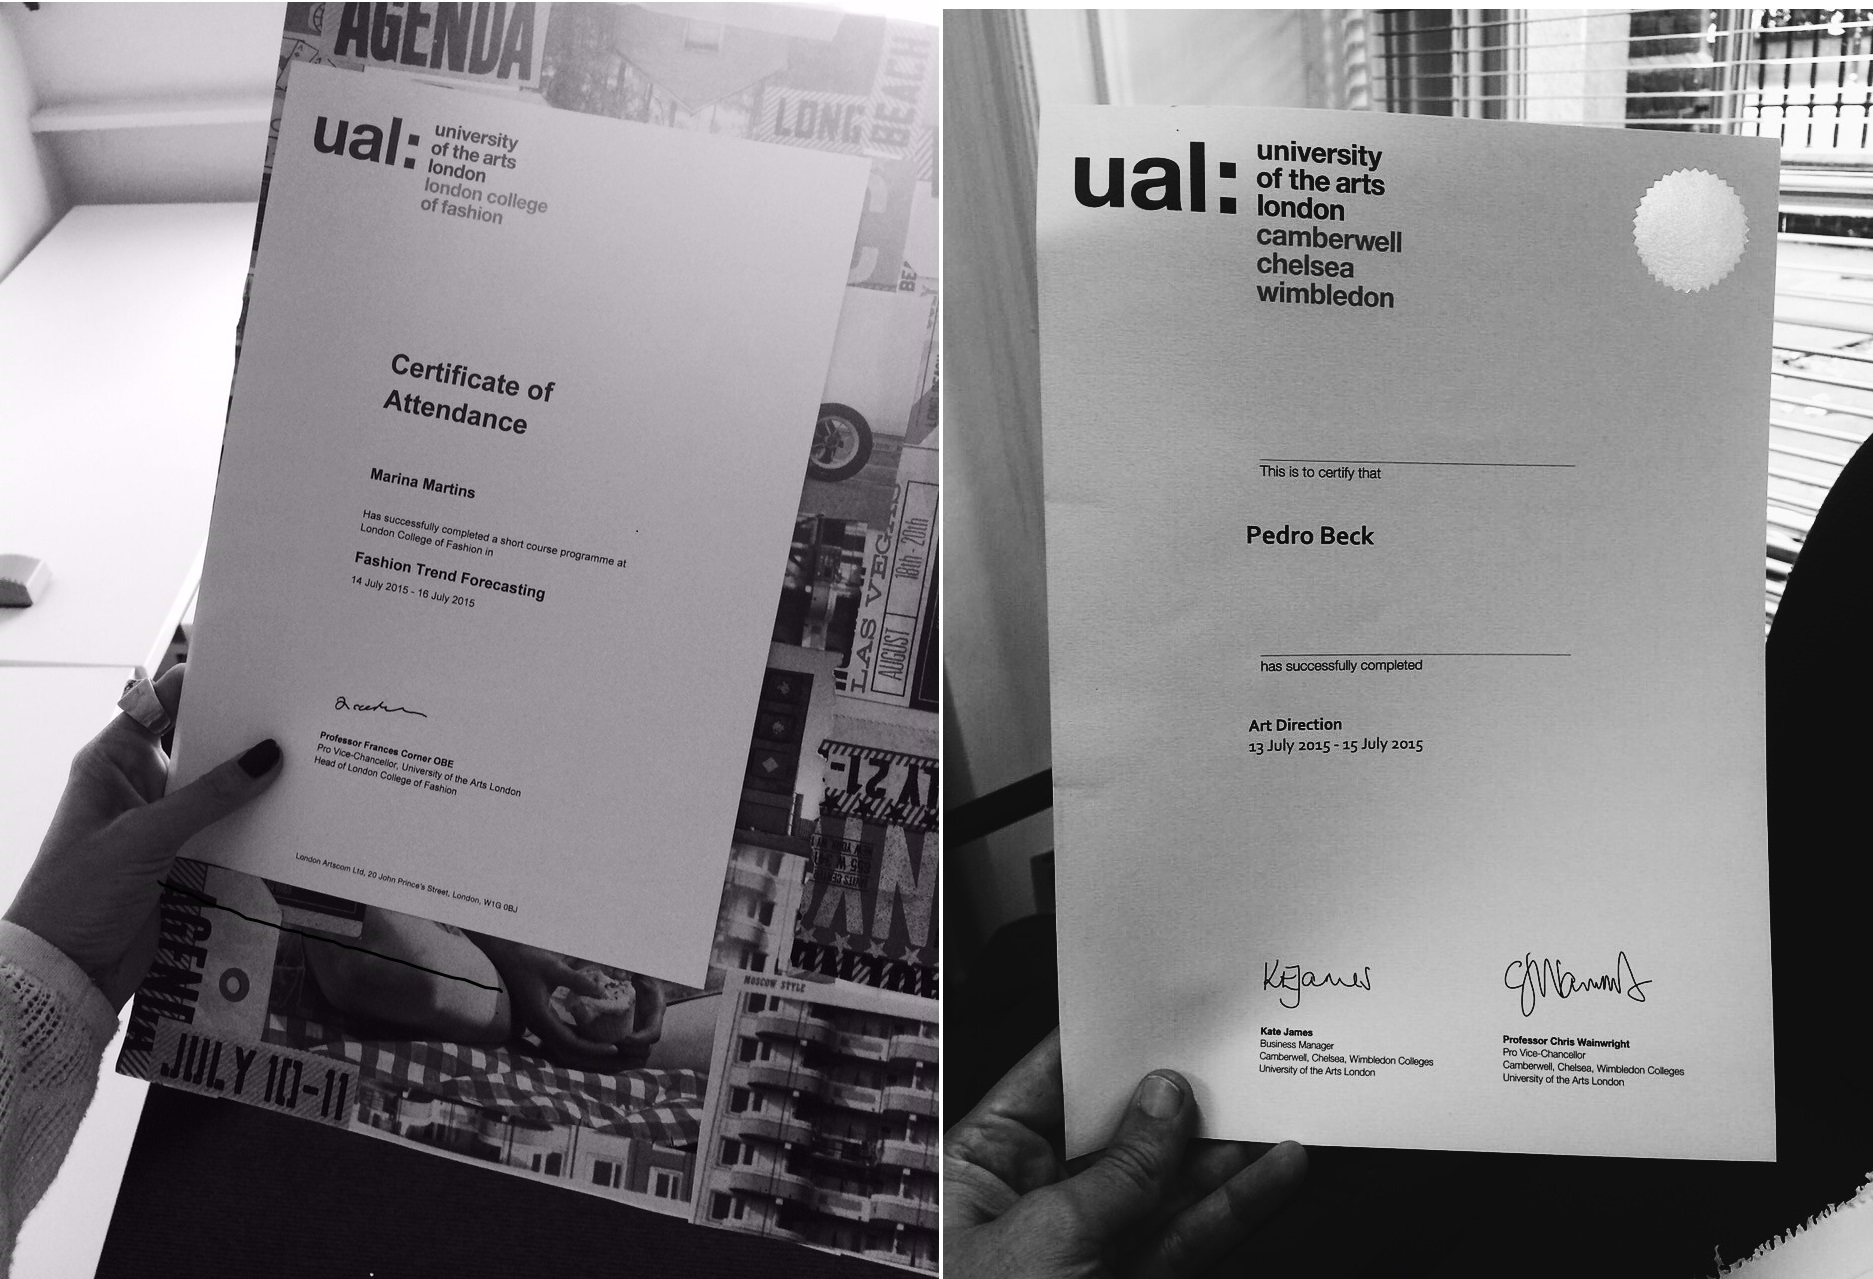 AGENDA
LONG
BEACH
ual:
university
of the arts
london
london college
of fashion
Certificate of
Attendance
Marina Martins
Has successfully completed a short course programme at
London College of Fashion in
Fashion Trend Forecasting
14 July 2015 - 16 July 2015
Professor Frances Corner OBE
Pro Vice-Chancellor, University of the Arts London
Head of London College of Fashion
London Artscom Ltd, 20 John Prince's Street, London, W1G 0BJ
LAS VEGAS
AUGUST
18th - 20th
JULY 10-11
MOSCOW STYLE
ual:
university
of the arts
london
camberwell
chelsea
wimbledon
This is to certify that
Pedro Beck
has successfully completed
Art Direction
13 July 2015 - 15 July 2015
KEJames
Kate James
Business Manager
Camberwell, Chelsea, Wimbledon Colleges
University of the Arts London
Professor Chris Wainwright
Pro Vice-Chancellor
Camberwell, Chelsea, Wimbledon Colleges
University of the Arts London